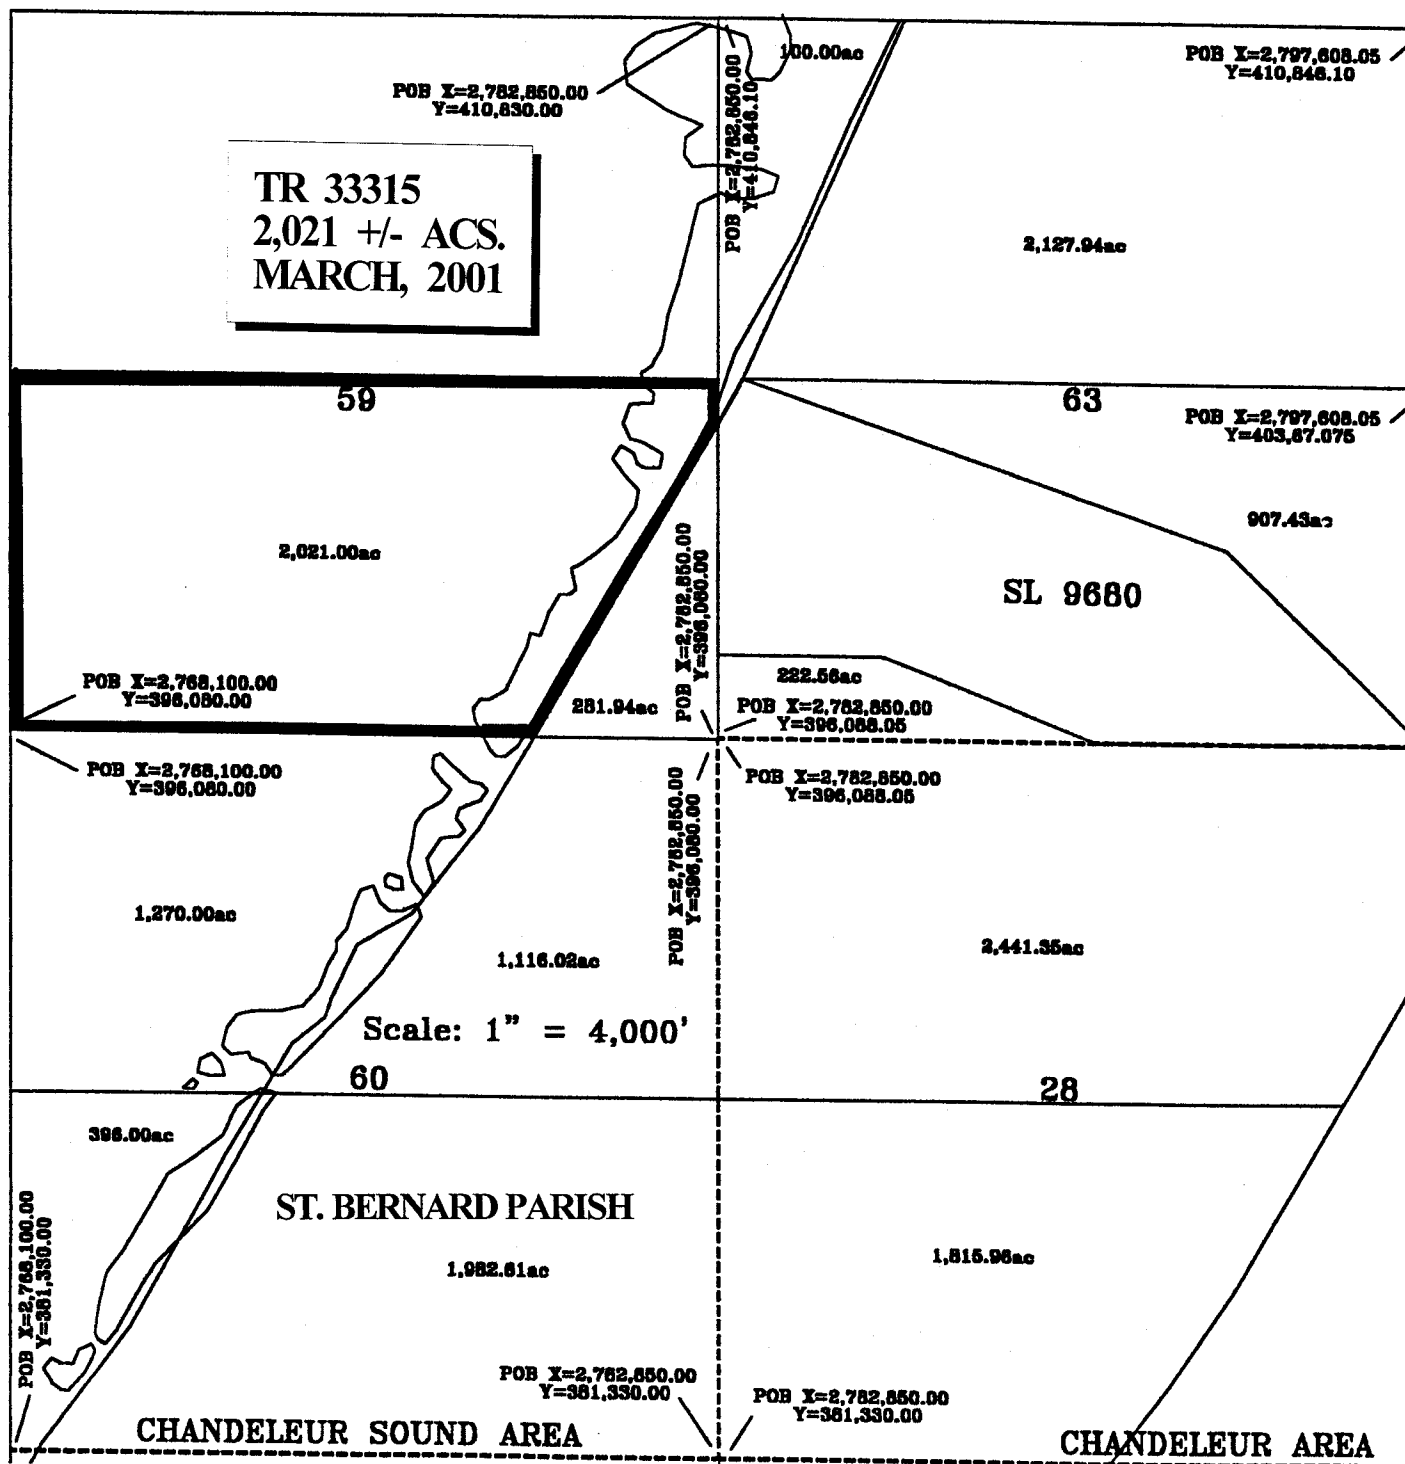 100.00ac
POB X=2,797,608.05
Y=410,846.10
POB X=2,782,850.00
Y=410,830.00
POB X=2,782,850.00
Y=410,846.10
TR 33315
2,021 +/- ACS.
MARCH, 2001
2,127.94ac
59
63
POB X=2,797,608.05
Y=403,67.075
907.43ac
2,021.00ac
SL 9680
POB X=2,782,850.00
Y=396,080.00
POB X=2,768,100.00
Y=396,080.00
281.94ac
222.56ac
POB X=2,782,850.00
Y=396,088.05
POB X=2,768,100.00
Y=396,080.00
POB X=2,782,850.00
Y=396,088.05
POB X=2,782,850.00
Y=396,080.00
1,270.00ac
1,116.02ac
2,441.35ac
Scale: 1" = 4,000'
60
28
396.00ac
ST. BERNARD PARISH
1,982.61ac
1,815.96ac
POB X=2,768,100.00
Y=381,330.00
POB X=2,782,850.00
Y=381,330.00
POB X=2,782,850.00
Y=381,330.00
CHANDELEUR SOUND AREA
CHANDELEUR AREA